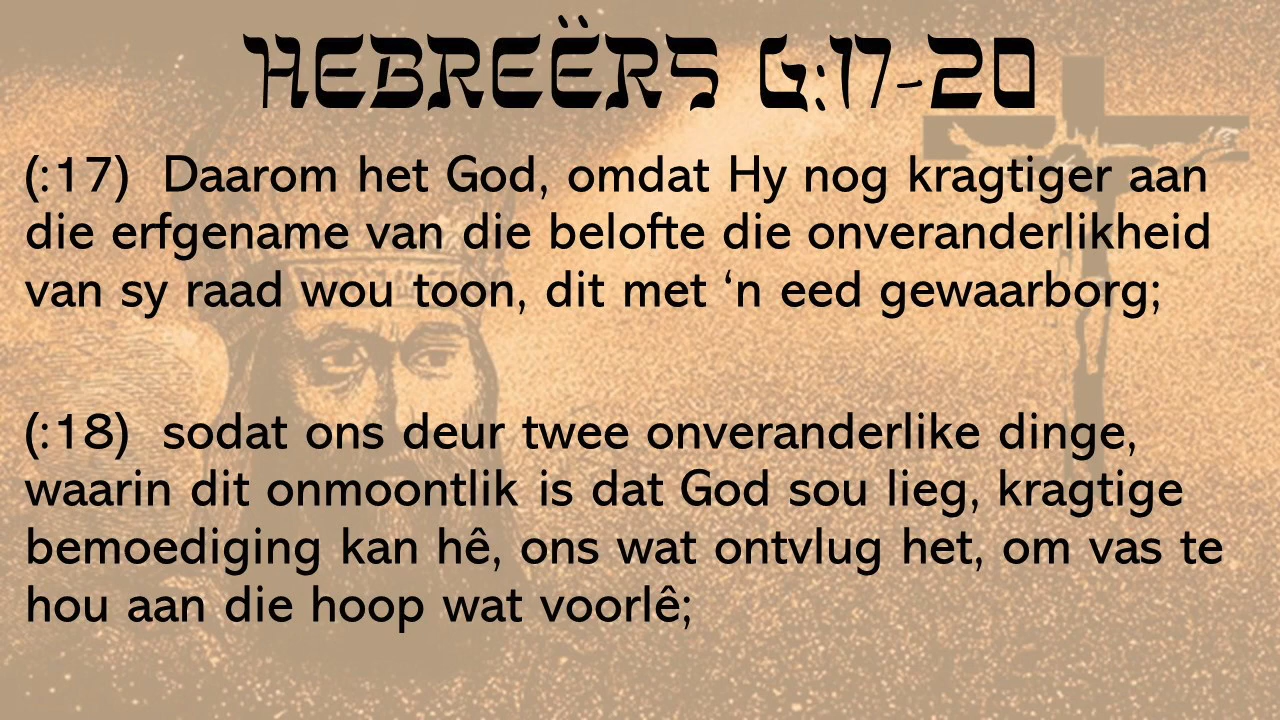 HEBREËRS 6:17-20
(:17) Daarom het God, omdat Hy nog kragtiger aan
die erfgename van die belofte die onveranderlikheid
van sy raad wou toon, dit met ‘n eed gewaarborg;
(:18) sodat ons deur twee onveranderlike dinge,
waarin dit onmoontlik is dat God sou lieg, kragtige
bemoediging kan hê, ons wat ontvlug het, om vas te
hou aan die hoop wat voorlê;